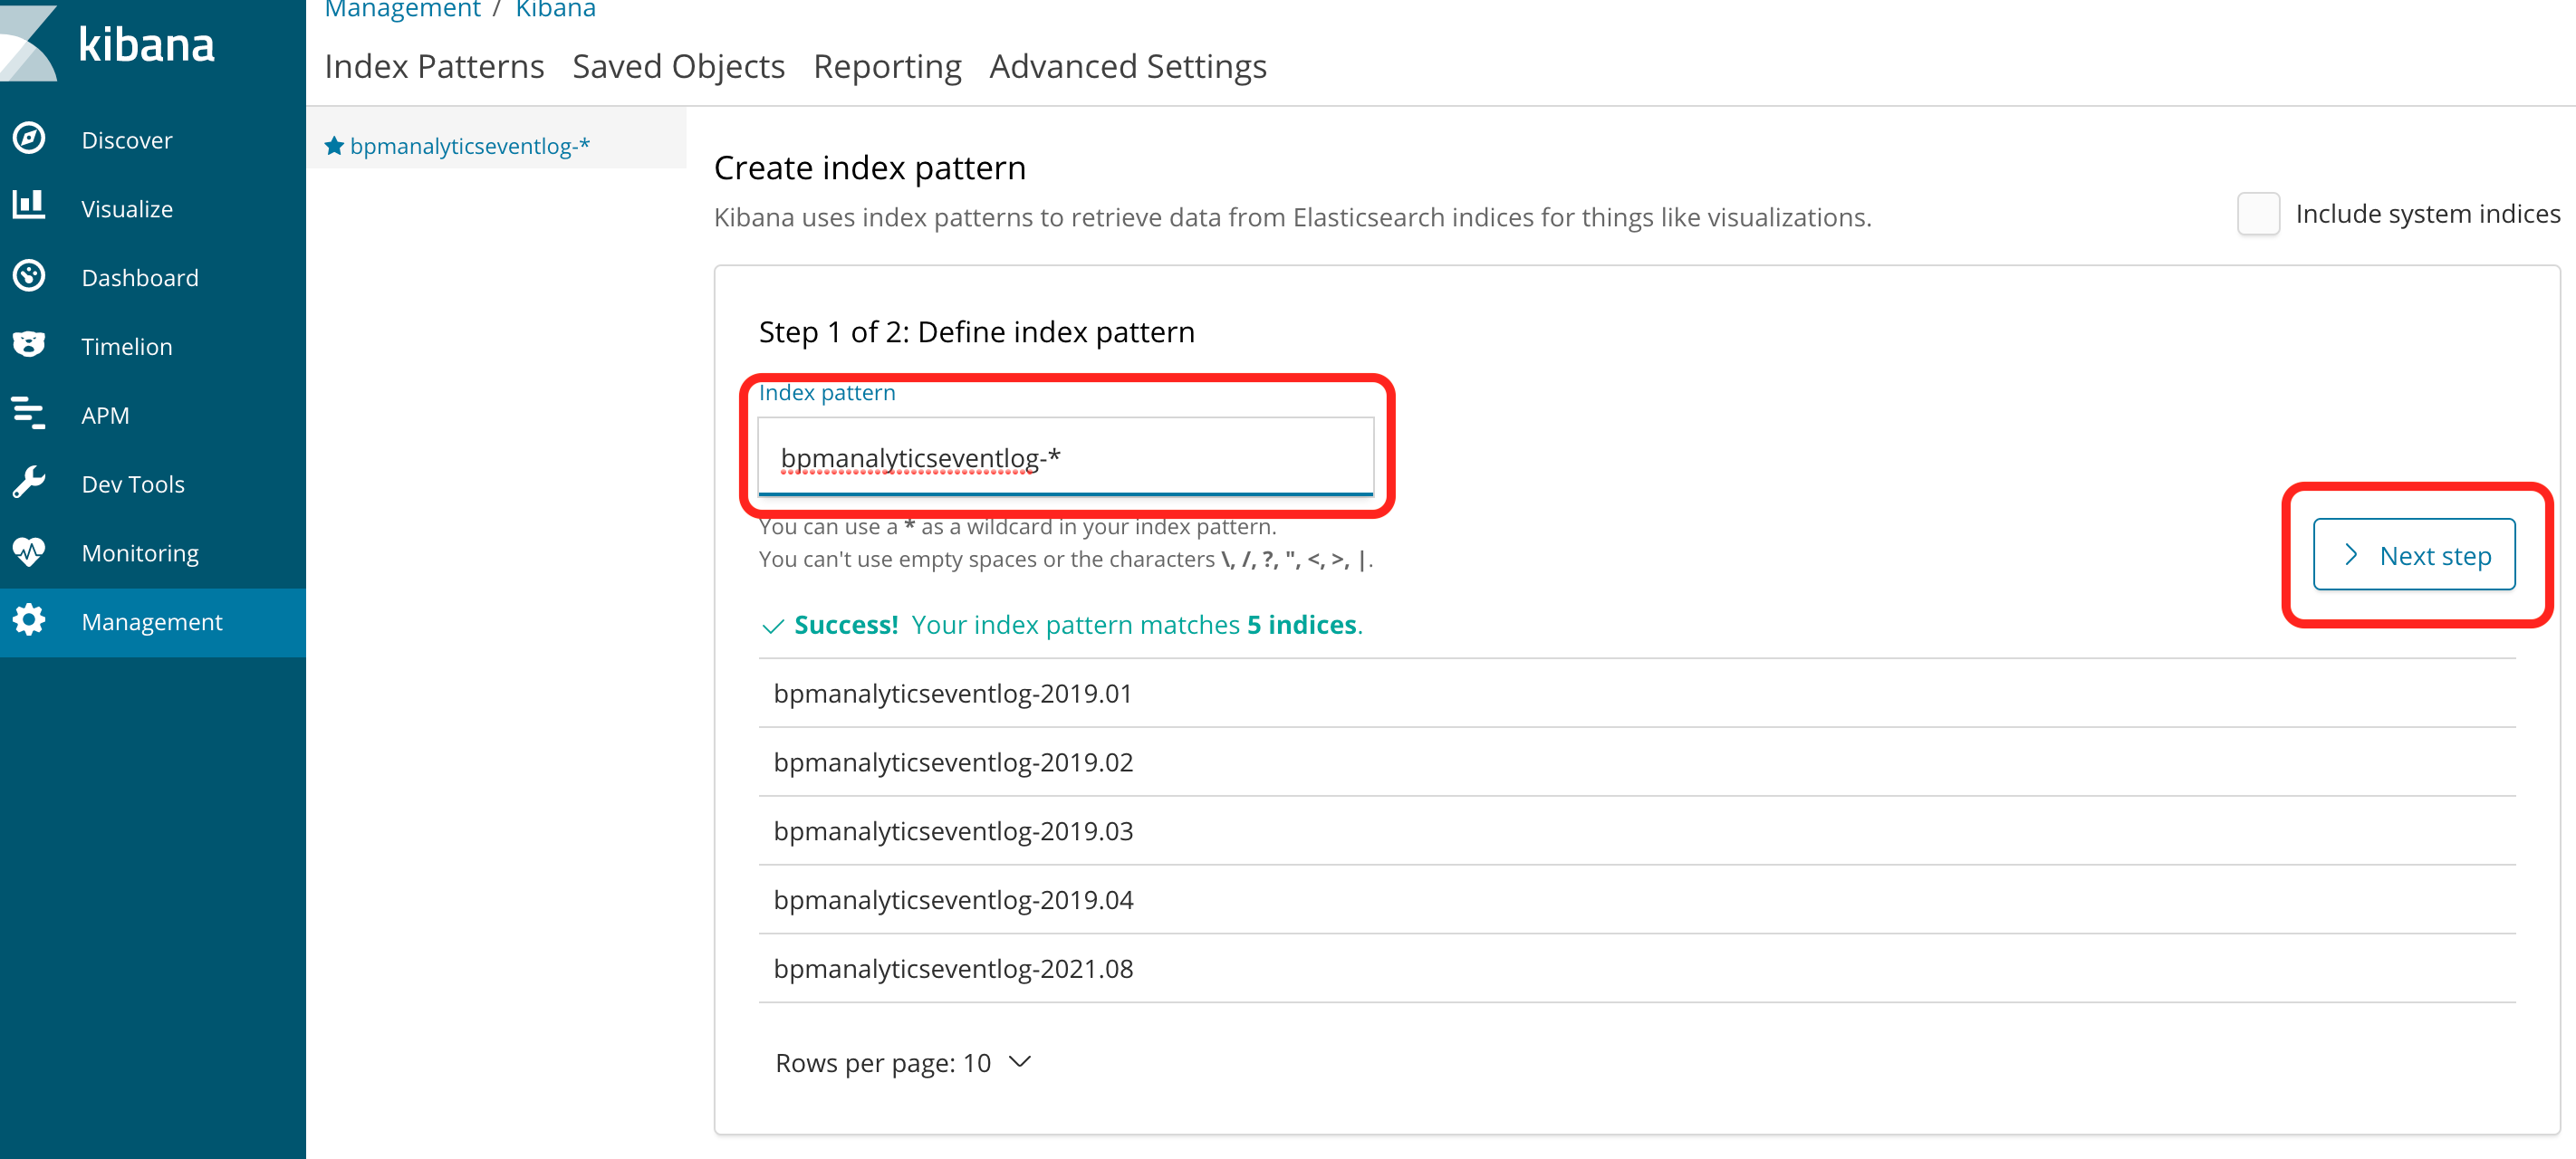 kibana
Discover
Visualize
Dashboard
Timelion
APM
Dev Tools
Monitoring
Management
Management / Kibana
Index Patterns Saved Objects Reporting Advanced Settings
bpmanalyticseventlog-*
Create index pattern
Kibana uses index patterns to retrieve data from Elasticsearch indices for things like visualizations.
Include system indices
Step 1 of 2: Define index pattern
Index pattern
bpmanalyticseventlog-*
You can use a * as a wildcard in your index pattern.
You can't use empty spaces or the characters \, /, ?, ", <, >, |.
Next step
Success! Your index pattern matches 5 indices.
bpmanalyticseventlog-2019.01
bpmanalyticseventlog-2019.02
bpmanalyticseventlog-2019.03
bpmanalyticseventlog-2019.04
bpmanalyticseventlog-2021.08
Rows per page: 10